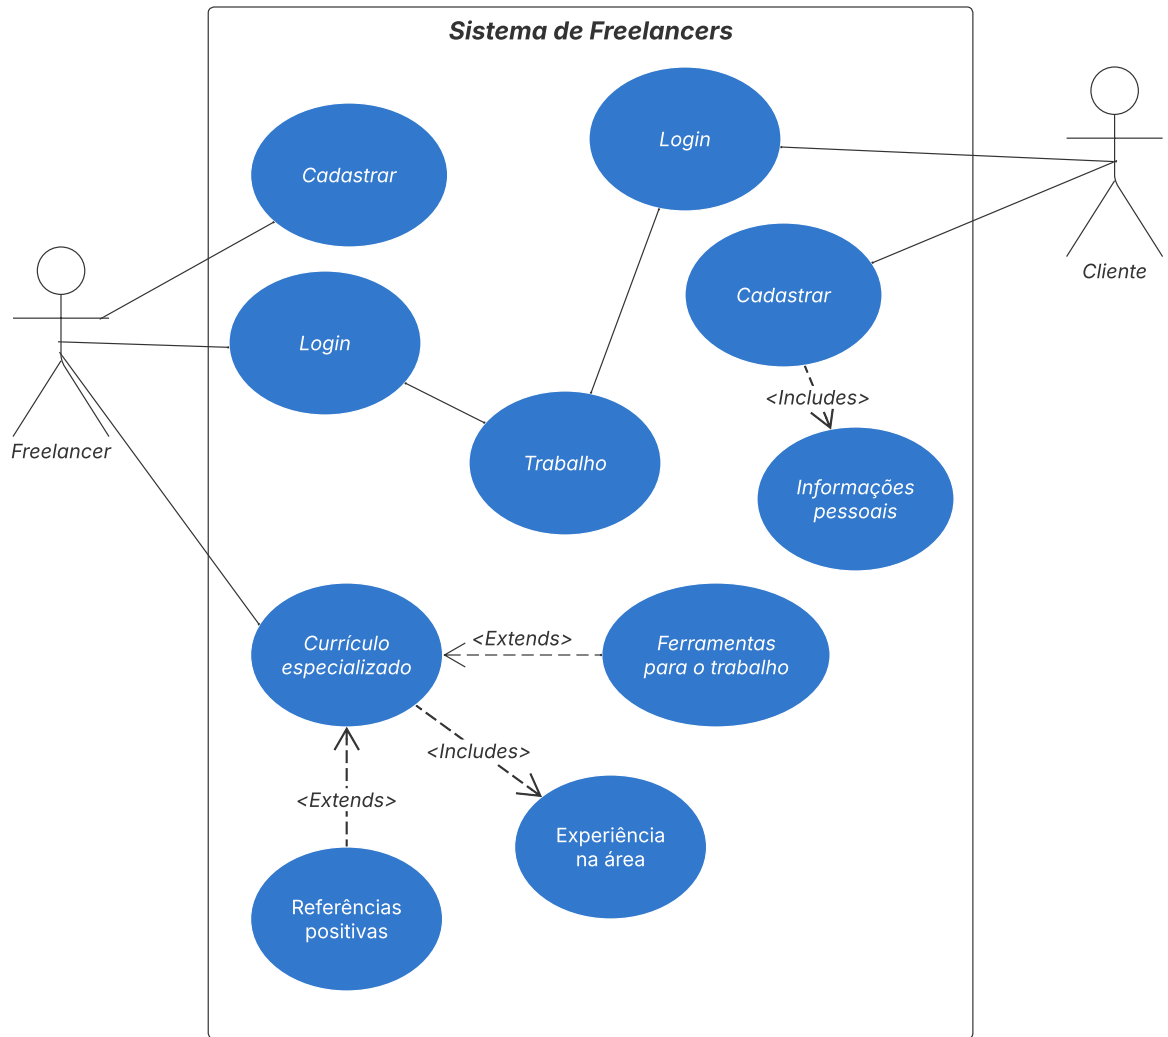 Sistema de Freelancers
Login
Cadastrar
Cliente
Cadastrar
Login
Freelancer
<Includes>
Trabalho
Informações
pessoais
Currículo
especializado
<Extends>
Ferramentas
para o trabalho
<Includes>
<Extends>
Experiência
na área
Referências
positivas